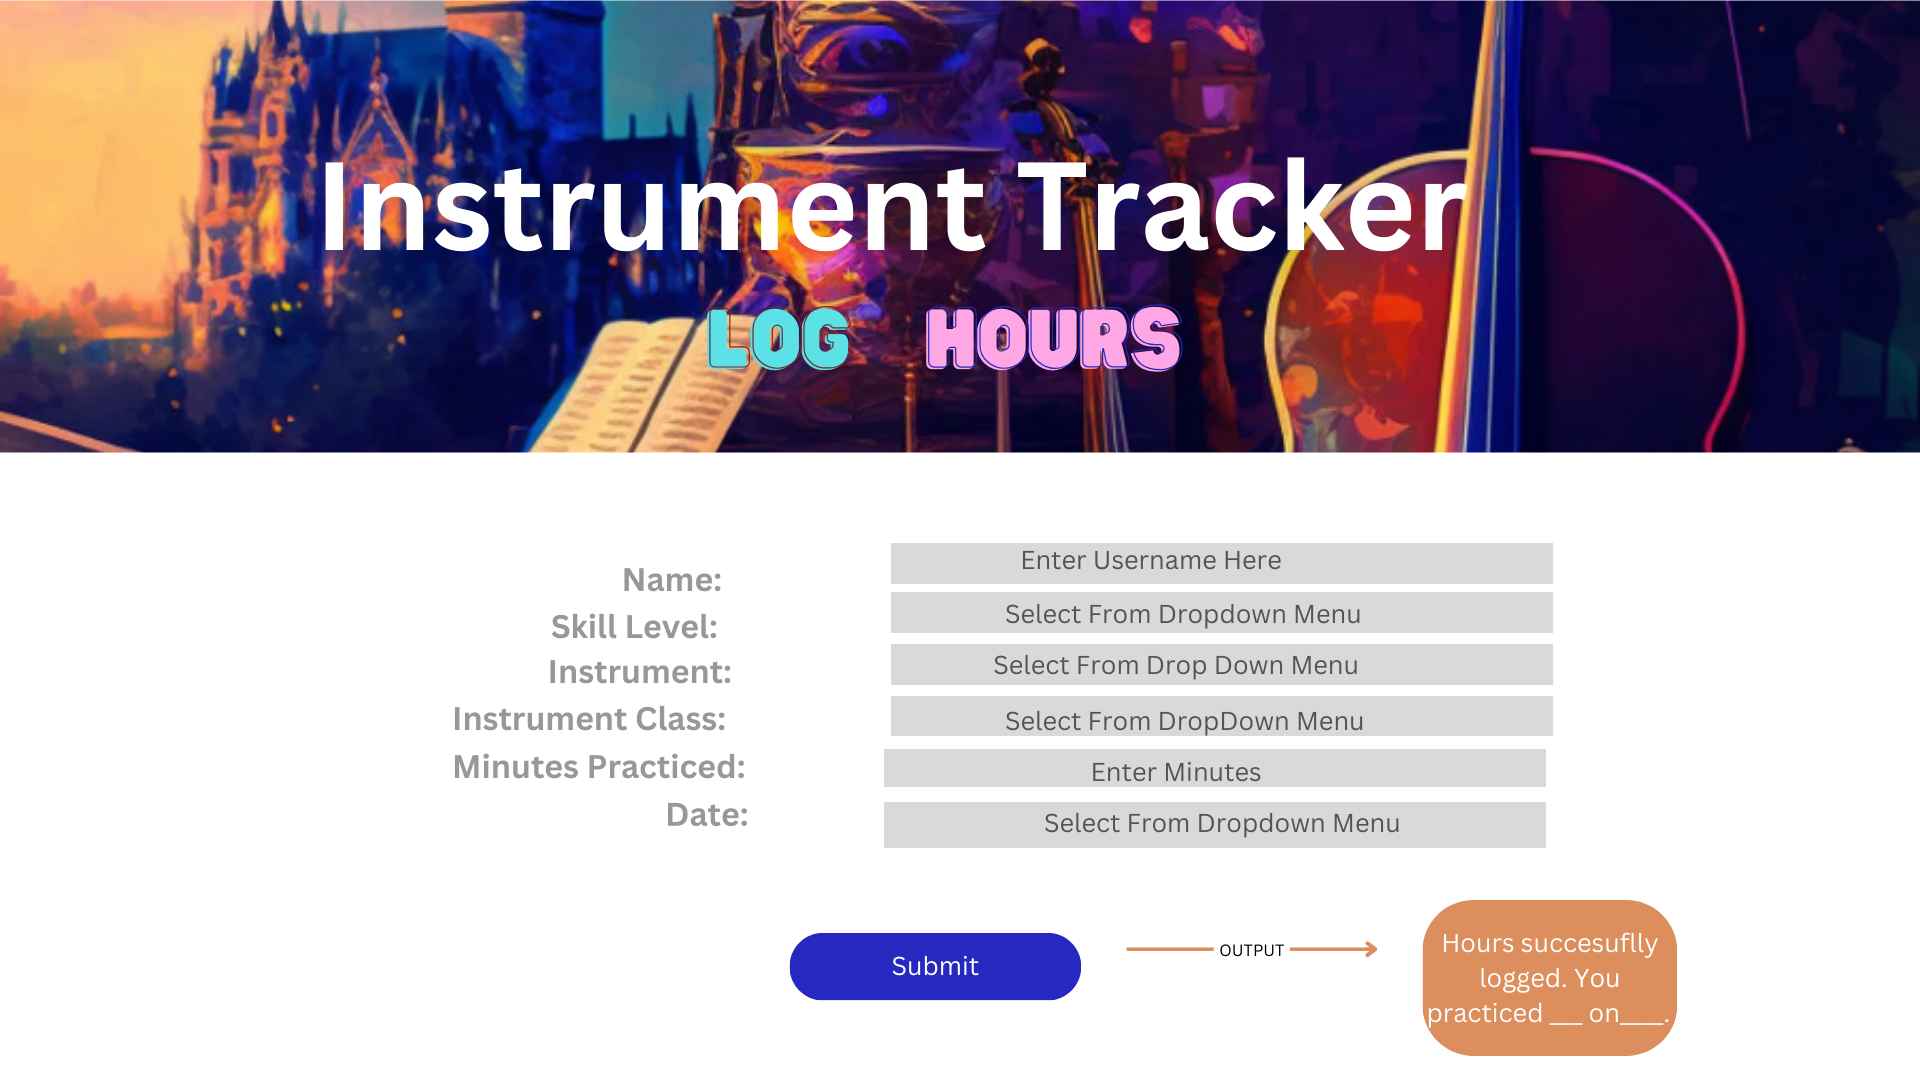 Instrument Tracker
LOG HOURS
Name: Enter Username Here
Skill Level: Select From Dropdown Menu
Instrument: Select From Drop Down Menu
Instrument Class: Select From DropDown Menu
Minutes Practiced: Enter Minutes
Date: Select From Dropdown Menu
Submit
OUTPUT
Hours succesuflly
logged. You
practiced ___ on____.